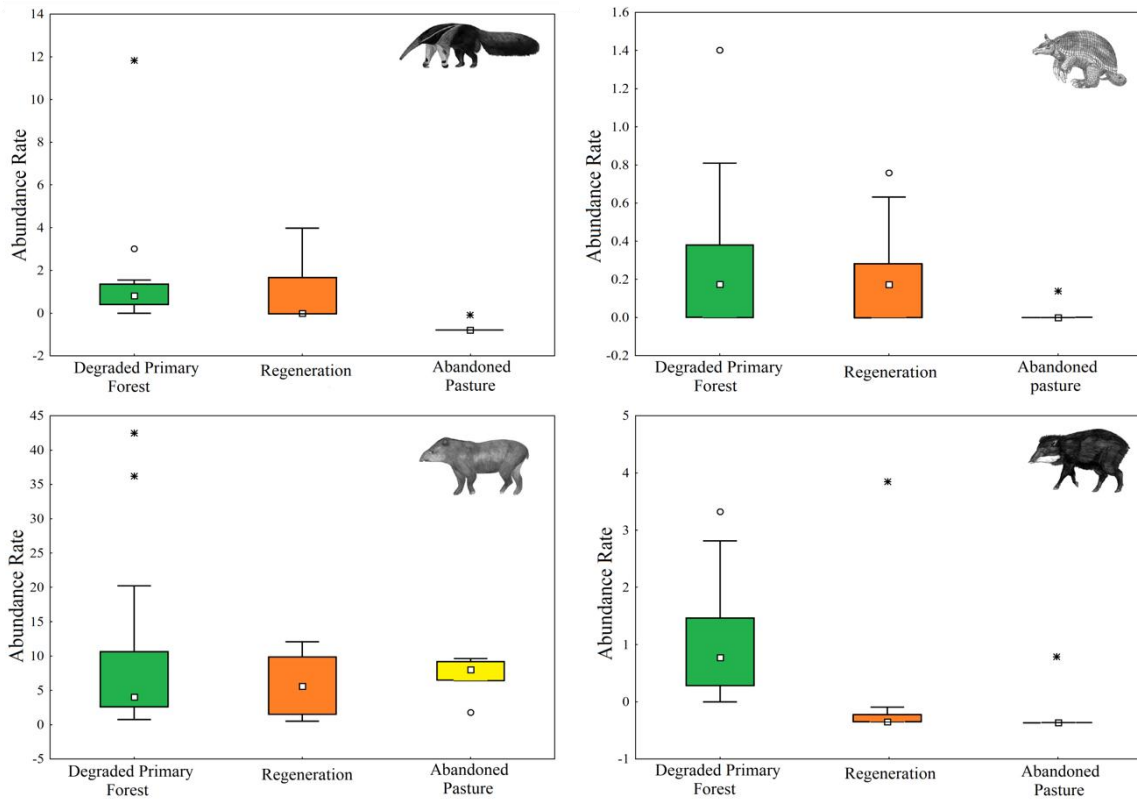 14
12
10
8
6
4
2
0
-2
Abundance Rate
Degraded Primary
Forest
Regeneration
Abandoned
Pasture
1.6
1.4
1.2
1.0
0.8
0.6
0.4
0.2
0.0
-0.2
Abundance Rate
Degraded Primary
Forest
Regeneration
Abandoned
pasture
45
40
35
30
25
20
15
10
5
0
-5
Abundance Rate
Degraded Primary
Forest
Regeneration
Abandoned
Pasture
5
4
3
2
1
0
-1
Abundance Rate
Degraded Primary
Forest
Regeneration
Abandoned
Pasture